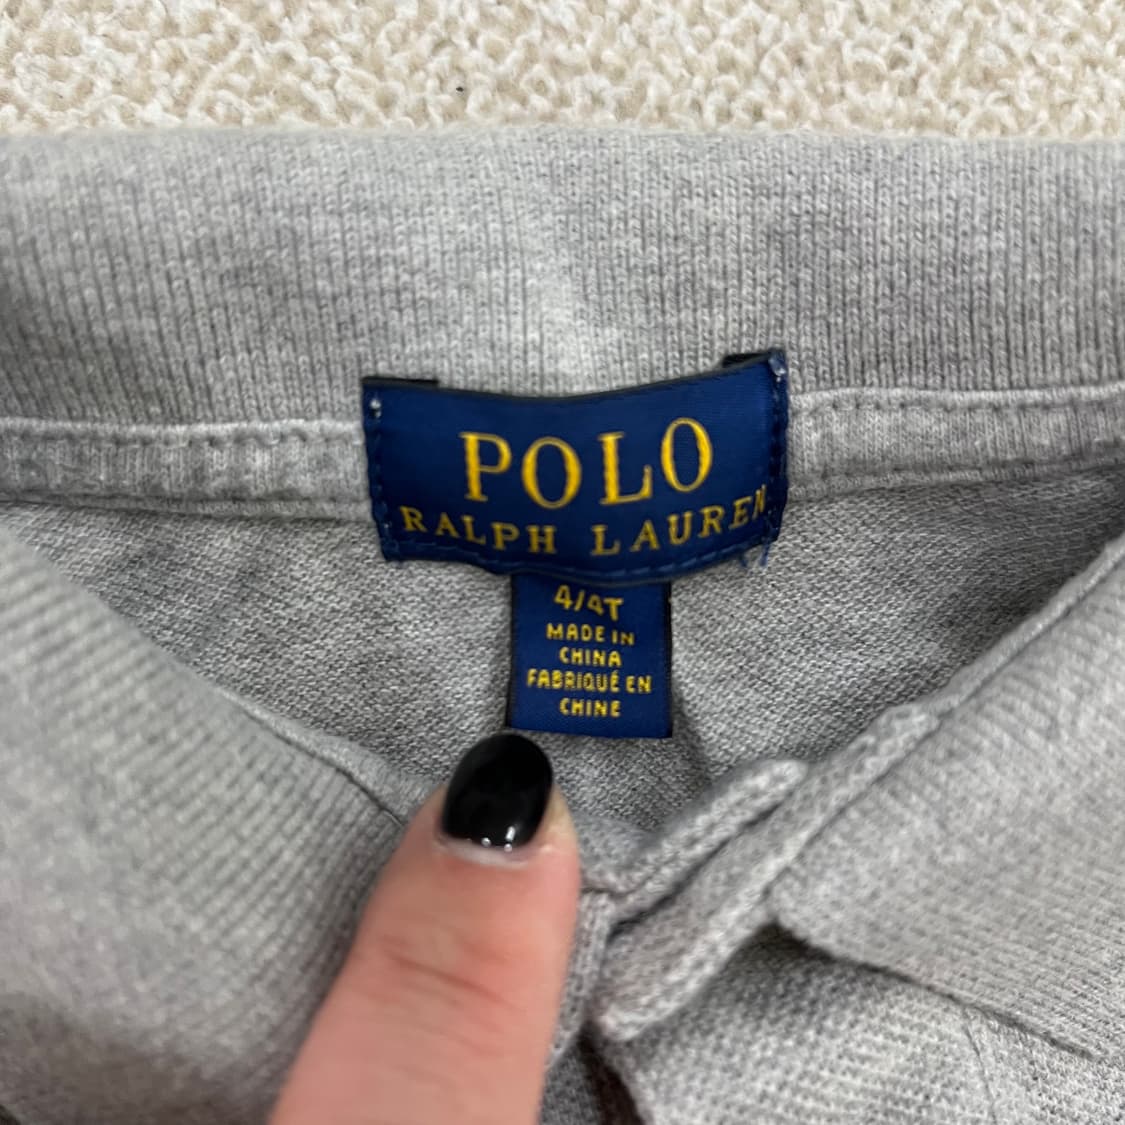 POLO
RALPH LAUREN
4/4T
MADE IN
CHINA
FABRIQUÉ EN
CHINE